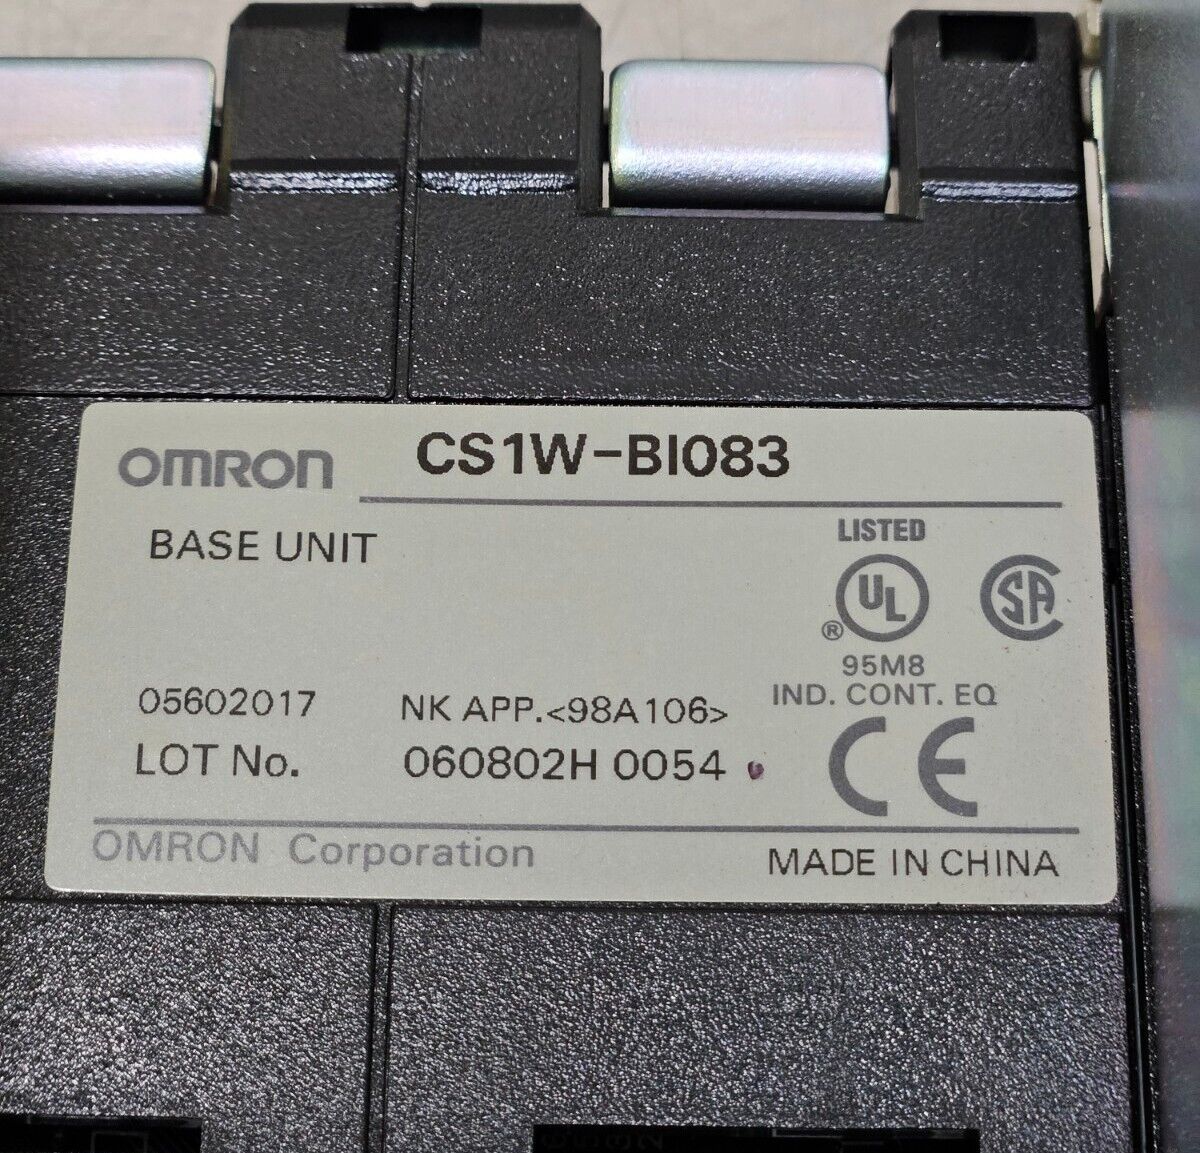 OMRON CS1W-BI083
BASE UNIT
LISTED
UL
®
SA
95M8
IND. CONT. EQ
05602017 NK APP.<98A106>
LOT No. 060802H 0054
CE
OMRON Corporation
MADE IN CHINA